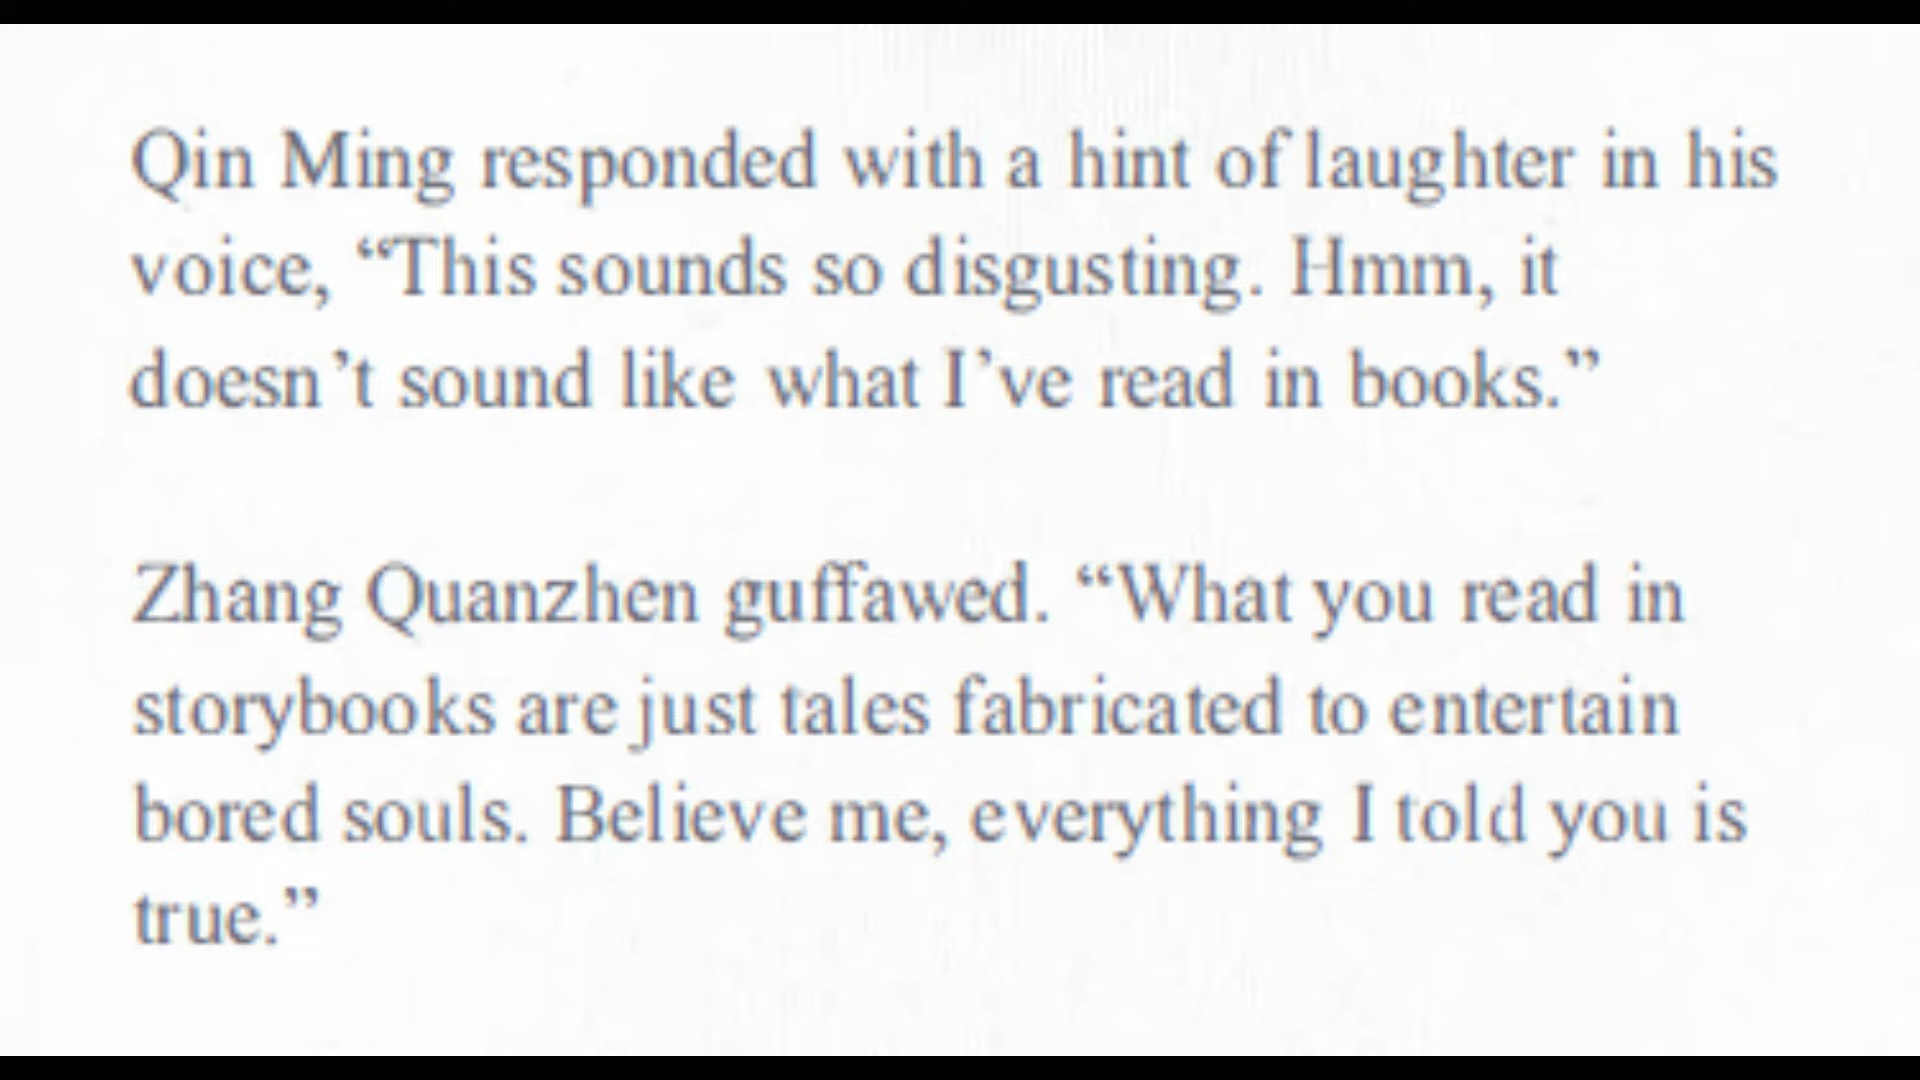 Qin Ming responded with a hint of laughter in his
voice, “This sounds so disgusting. Hmm, it
doesn’t sound like what I’ve read in books.”
Zhang Quanzhen guffawed. “What you read in
storybooks are just tales fabricated to entertain
bored souls. Believe me, everything I told you is
true.”